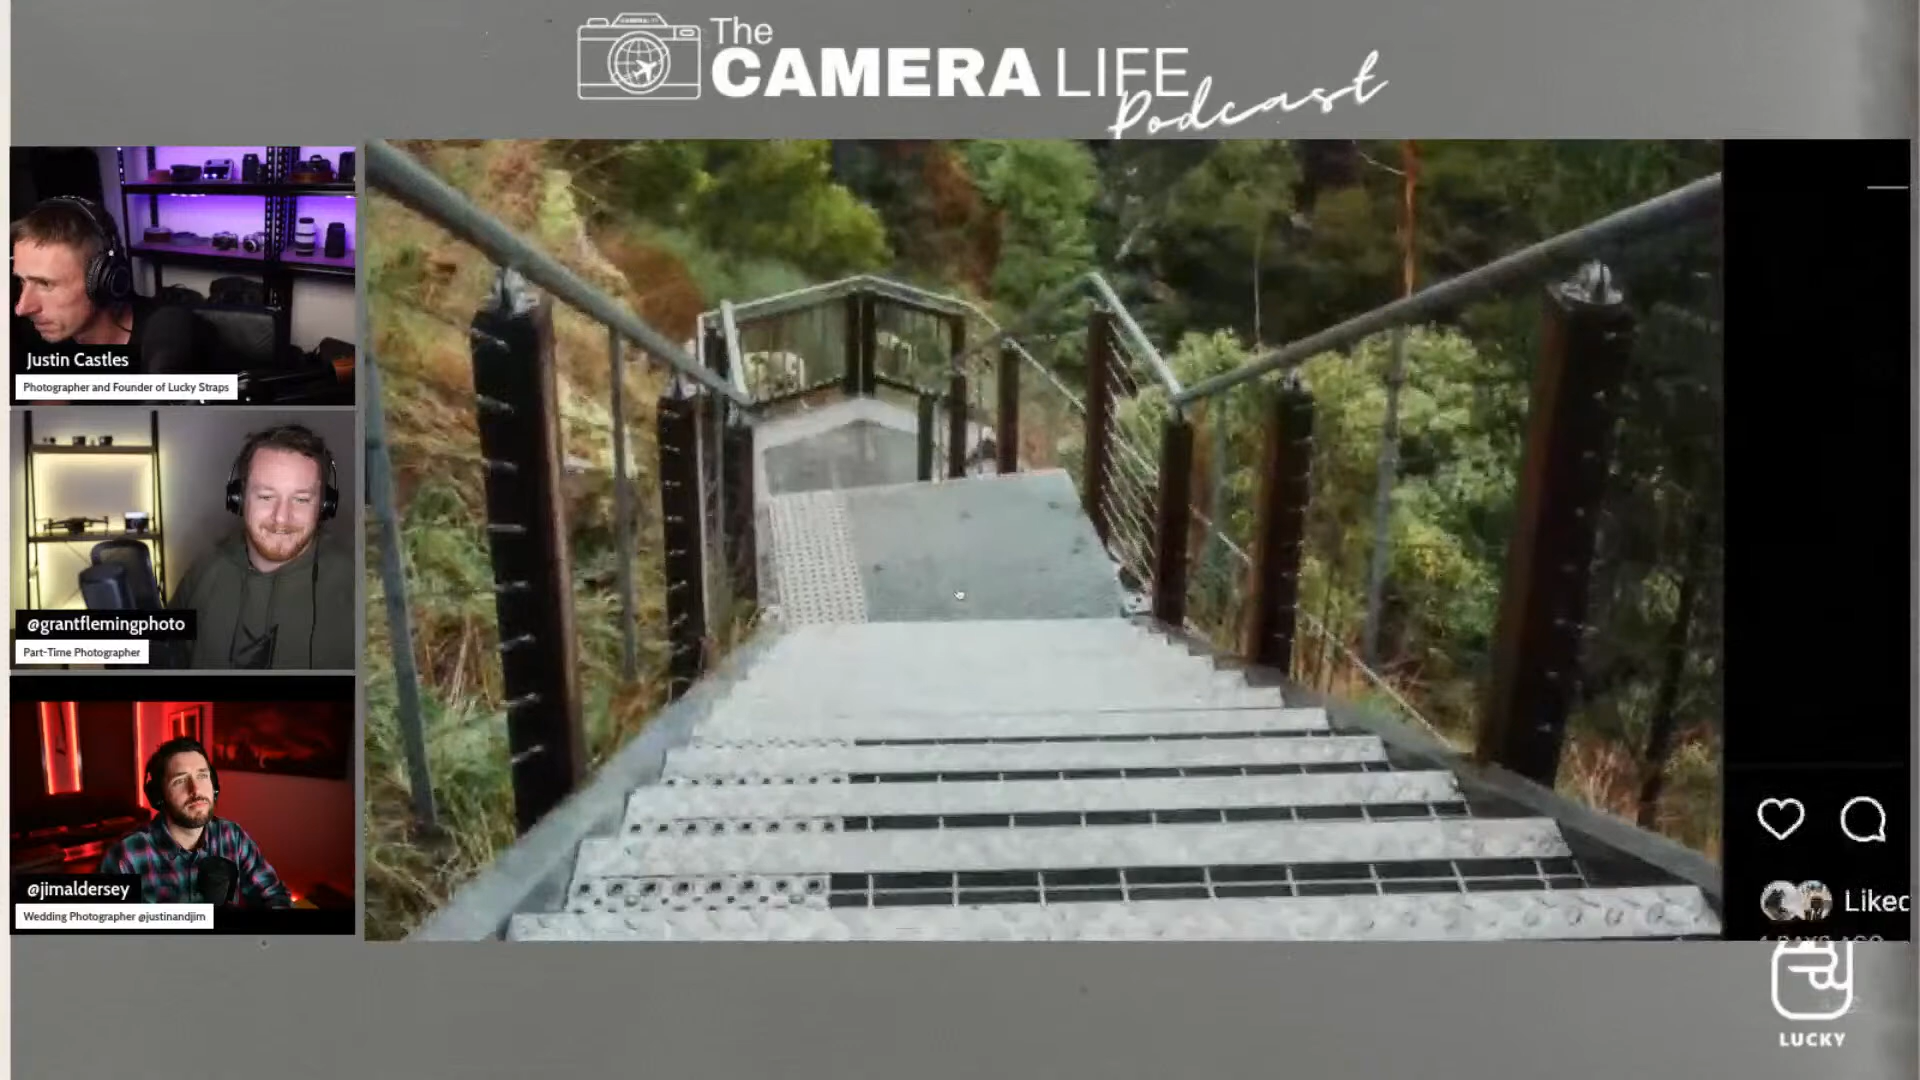 The
CAMERA LIFE
Podcast
Justin Castles
Photographer and Founder of Lucky Straps
@grantflemingphoto
Part-Time Photographer
@jimaldersey
Wedding Photographer @justinandjim
Liked
LUCKY